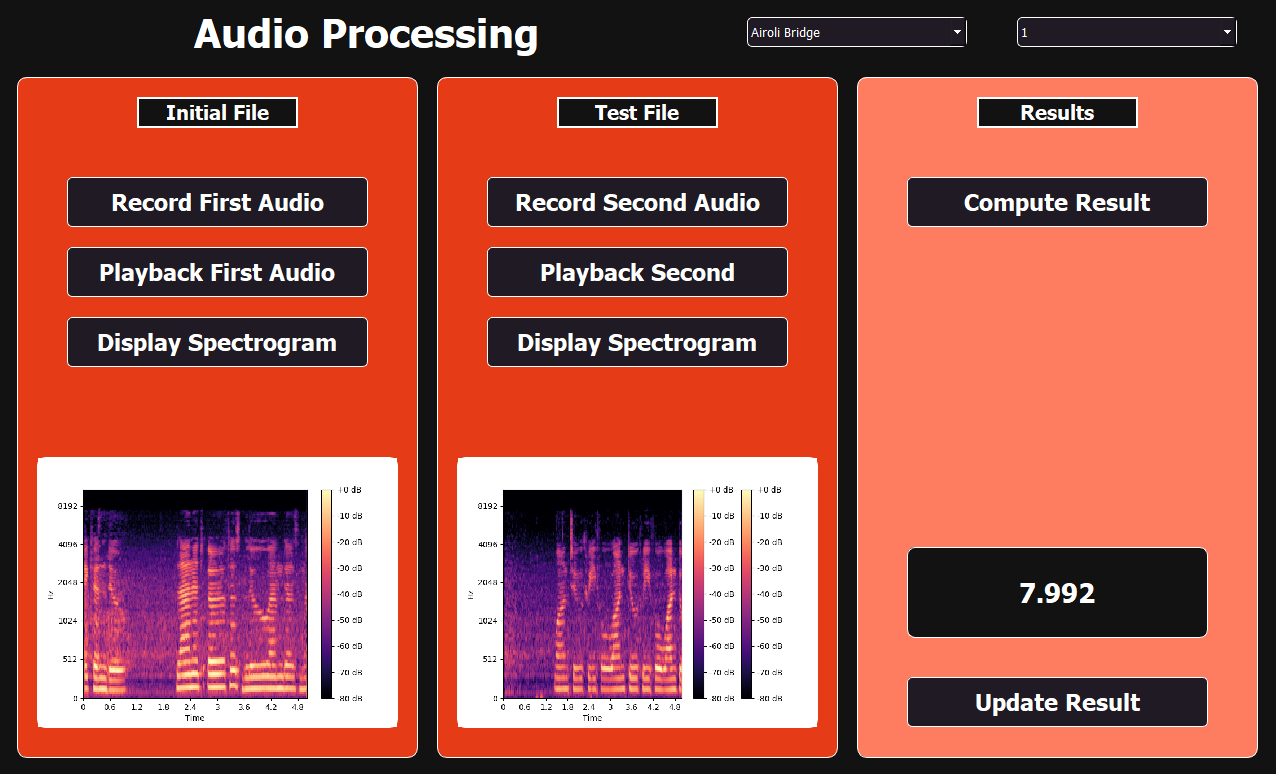 Audio Processing
Airoli Bridge
1
Initial File
Record First Audio
Playback First Audio
Display Spectrogram
+0 dB
-10 dB
-20 dB
-30 dB
-40 dB
-50 dB
-60 dB
-70 dB
-80 dB
8192
4096
2048
1024
512
0
Hz
0 0.6 1.2 1.8 2.4 3 3.6 4.2 4.8
Time
Test File
Record Second Audio
Playback Second
Display Spectrogram
+0 dB +0 dB
-10 dB -10 dB
-20 dB -20 dB
-30 dB -30 dB
-40 dB -40 dB
-50 dB -50 dB
-60 dB -60 dB
-70 dB -70 dB
-80 dB -80 dB
8192
4096
2048
1024
512
0
Hz
0 0.6 1.2 1.8 2.4 3 3.6 4.2 4.8
Time
Results
Compute Result
7.992
Update Result